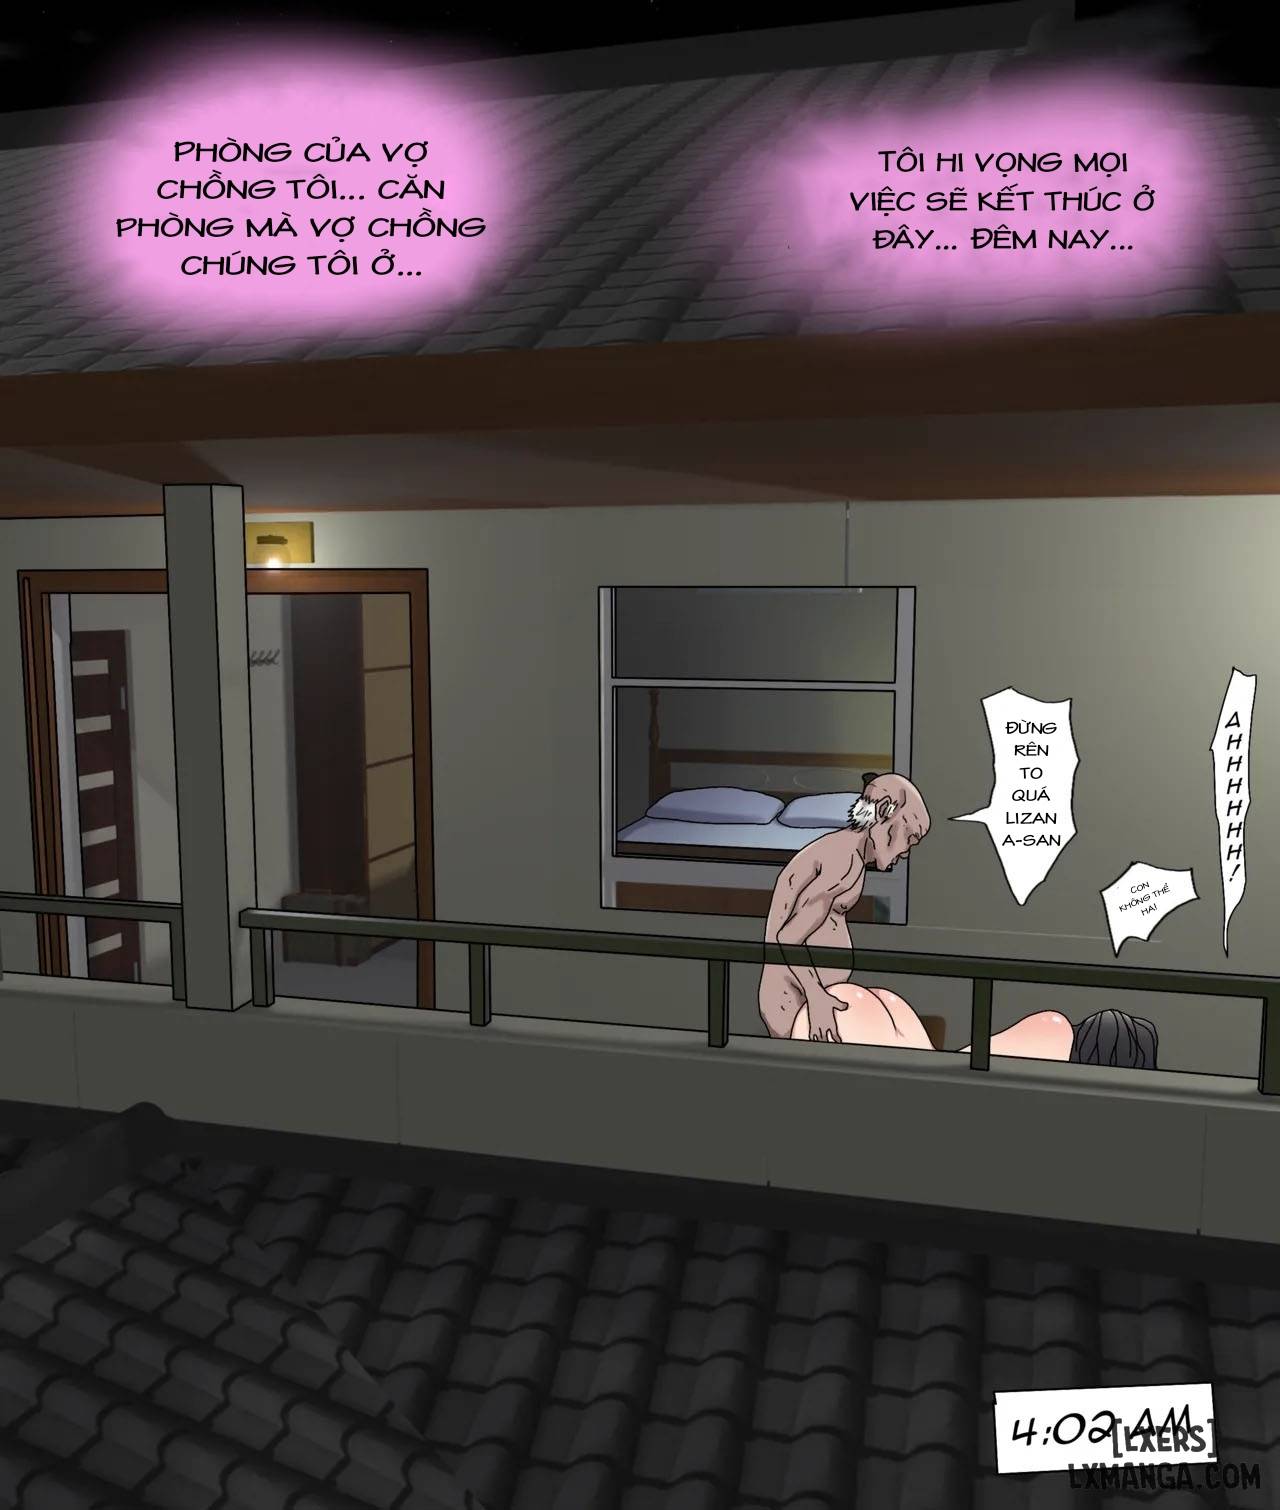 PHÒNG CỦA VỢ
CHỒNG TÔI... CĂN
PHÒNG MÀ VỢ CHỒNG
CHÚNG TÔI Ở...
TÔI HI VỌNG MỌI
VIỆC SẼ KẾT THÚC Ở
ĐÂY... ĐÊM NAY...
ĐỪNG
RÊN
TO
QUÁ
LIZAN
A-SAN
AHHHHHH!
CON
KHÔNG THỂ
HA!
4:02 AM
[LXERS]
LXMANGA.COM